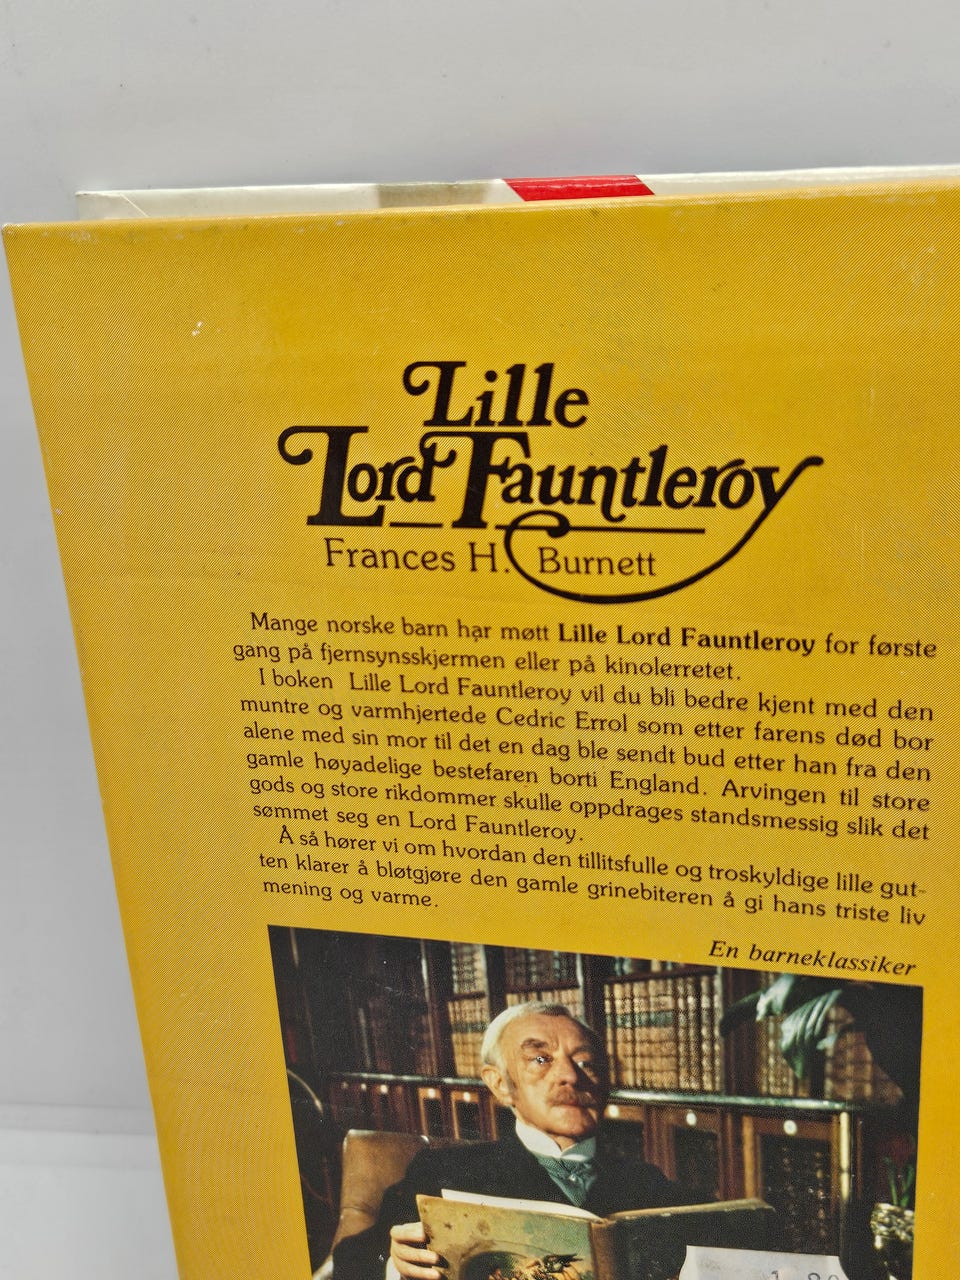 Lille
Lord Fauntleroy
Frances H. Burnett
Mange norske barn har møtt Lille Lord Fauntleroy for første
gang på fjernsynsskjermen eller på kinolerretet.
I boken Lille Lord Fauntleroy vil du bli bedre kjent med den
muntre og varmhjertede Cedric Errol som etter farens død bor
alene med sin mor til det en dag ble sendt bud etter han fra den
gamle høyadelige bestefaren borti England. Arvingen til store
gods og store rikdommer skulle oppdrages standsmessig slik det
sømmet seg en Lord Fauntleroy.
Å så hører vi om hvordan den tillitsfulle og troskyldige lille gut-
ten klarer å bløtgjøre den gamle grinebiteren å gi hans triste liv
mening og varme.
En barneklassiker